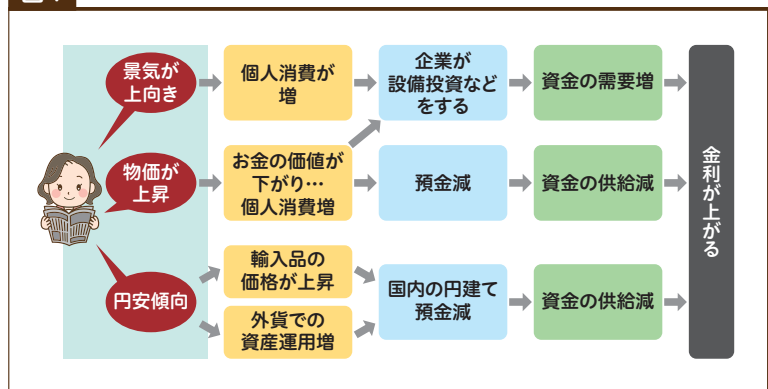 景気が
上向き
個人消費が
増
企業が
設備投資など
をする
資金の需要増
物価が
上昇
お金の価値が
下がり…
個人消費増
預金減
資金の供給減
円安傾向
輸入品の
価格が上昇
外貨での
資産運用増
国内の円建て
預金減
資金の供給減
金利が上がる